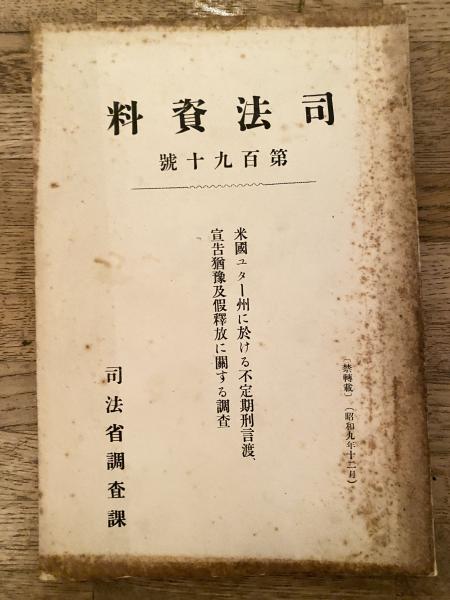 司法資料
第百九十號
〔禁轉載〕(昭和九年十二月)
米國ユター州に於ける不定期刑言渡、
宣告猶豫及假釋放に關する調査
司法省調査課